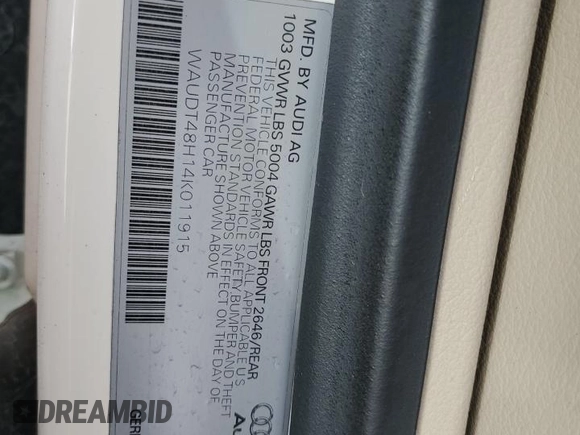 MFD. BY AUDI AG
1003 GVWR LBS 5004 GAWR LBS FRONT 2646/REAR
THIS VEHICLE CONFORMS TO ALL APPLICABLE U.S.
FEDERAL MOTOR VEHICLE SAFETY, BUMPER AND THEFT
PREVENTION STANDARDS IN EFFECT ON THE DAY OF
MANUFACTURE SHOWN ABOVE
PASSENGER CAR
WAUDT48H14K011915
Au
GER
DREAMBID